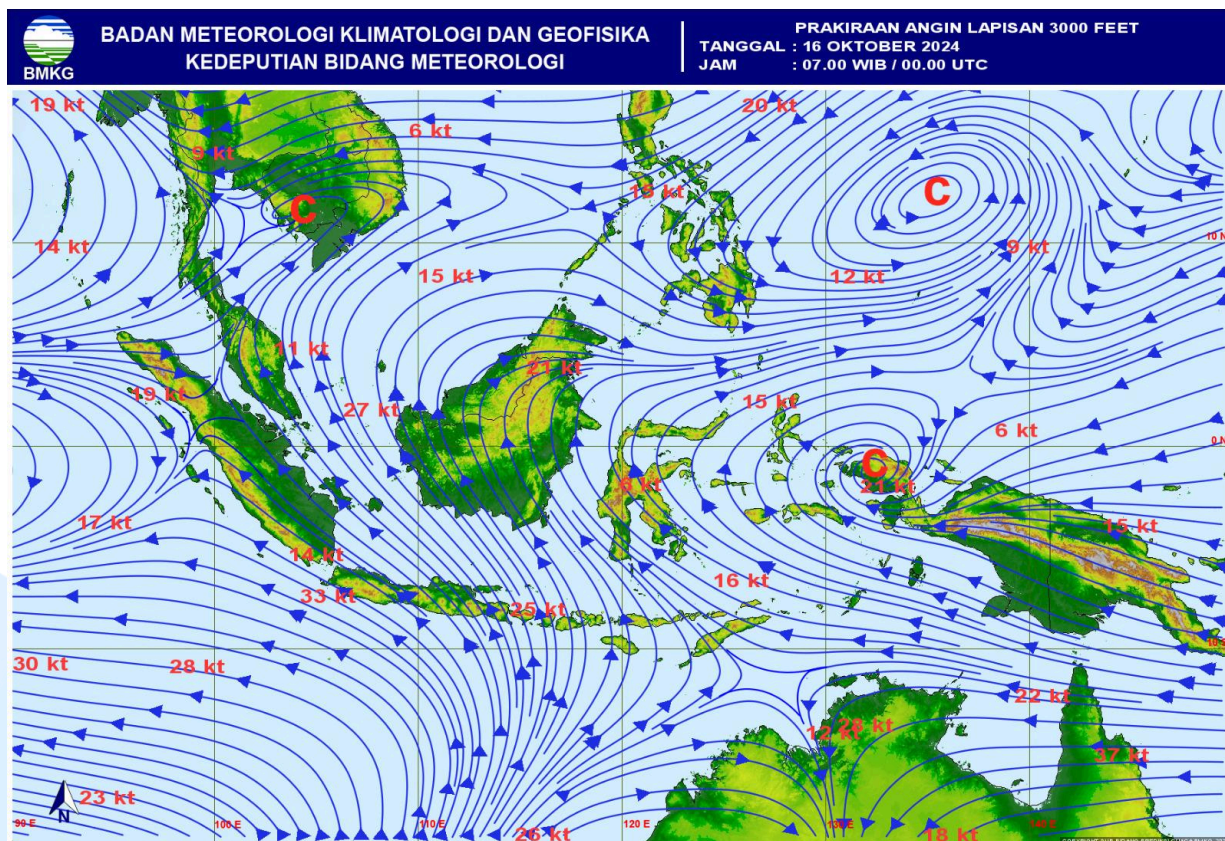 BMKG
BADAN METEOROLOGI KLIMATOLOGI DAN GEOFISIKA
KEDEPUTIAN BIDANG METEOROLOGI
PRAKIRAAN ANGIN LAPISAN 3000 FEET
TANGGAL : 16 OKTOBER 2024
JAM : 07.00 WIB / 00.00 UTC
19 kt
20 kt
6 kt
9 kt
15 kt
C
C
14 kt
10 N
9 kt
15 kt
12 kt
11 kt
21 kt
19 kt
27 kt
15 kt
6 kt
0 N
C
21 kt
6 kt
17 kt
15 kt
14 kt
16 kt
33 kt
25 kt
10 S
30 kt
28 kt
22 kt
28 kt
12 kt
37 kt
23 kt
N
90 E
100 E
110 E
120 E
130 E
140 E
26 kt
18 kt